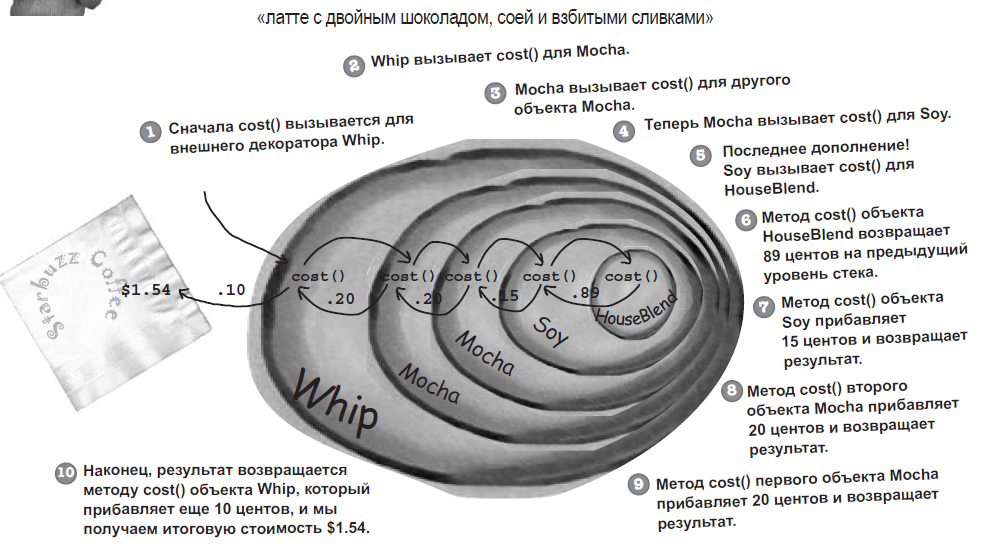 «латте с двойным шоколадом, соей и взбитыми сливками»
2 Whip вызывает cost() для Mocha.
3 Mocha вызывает cost() для другого
объекта Mocha.
1 Сначала cost() вызывается для
внешнего декоратора Whip.
4 Теперь Mocha вызывает cost() для Soy.
5 Последнее дополнение!
Soy вызывает cost() для
HouseBlend.
6 Метод cost() объекта
HouseBlend возвращает
89 центов на предыдущий
уровень стека.
Starbuzz Coffee
cost() cost() cost() cost() cost()
$1.54 .10 .20 .20 .15 .89
HouseBlend
Soy
Mocha
Mocha
Whip
7 Метод cost() объекта
Soy прибавляет
15 центов и возвращает
результат.
8 Метод cost() второго
объекта Mocha прибавляет
20 центов и возвращает
результат.
9 Метод cost() первого объекта Mocha
прибавляет 20 центов и возвращает
результат.
10 Наконец, результат возвращается
методу cost() объекта Whip, который
прибавляет еще 10 центов, и мы
получаем итоговую стоимость $1.54.